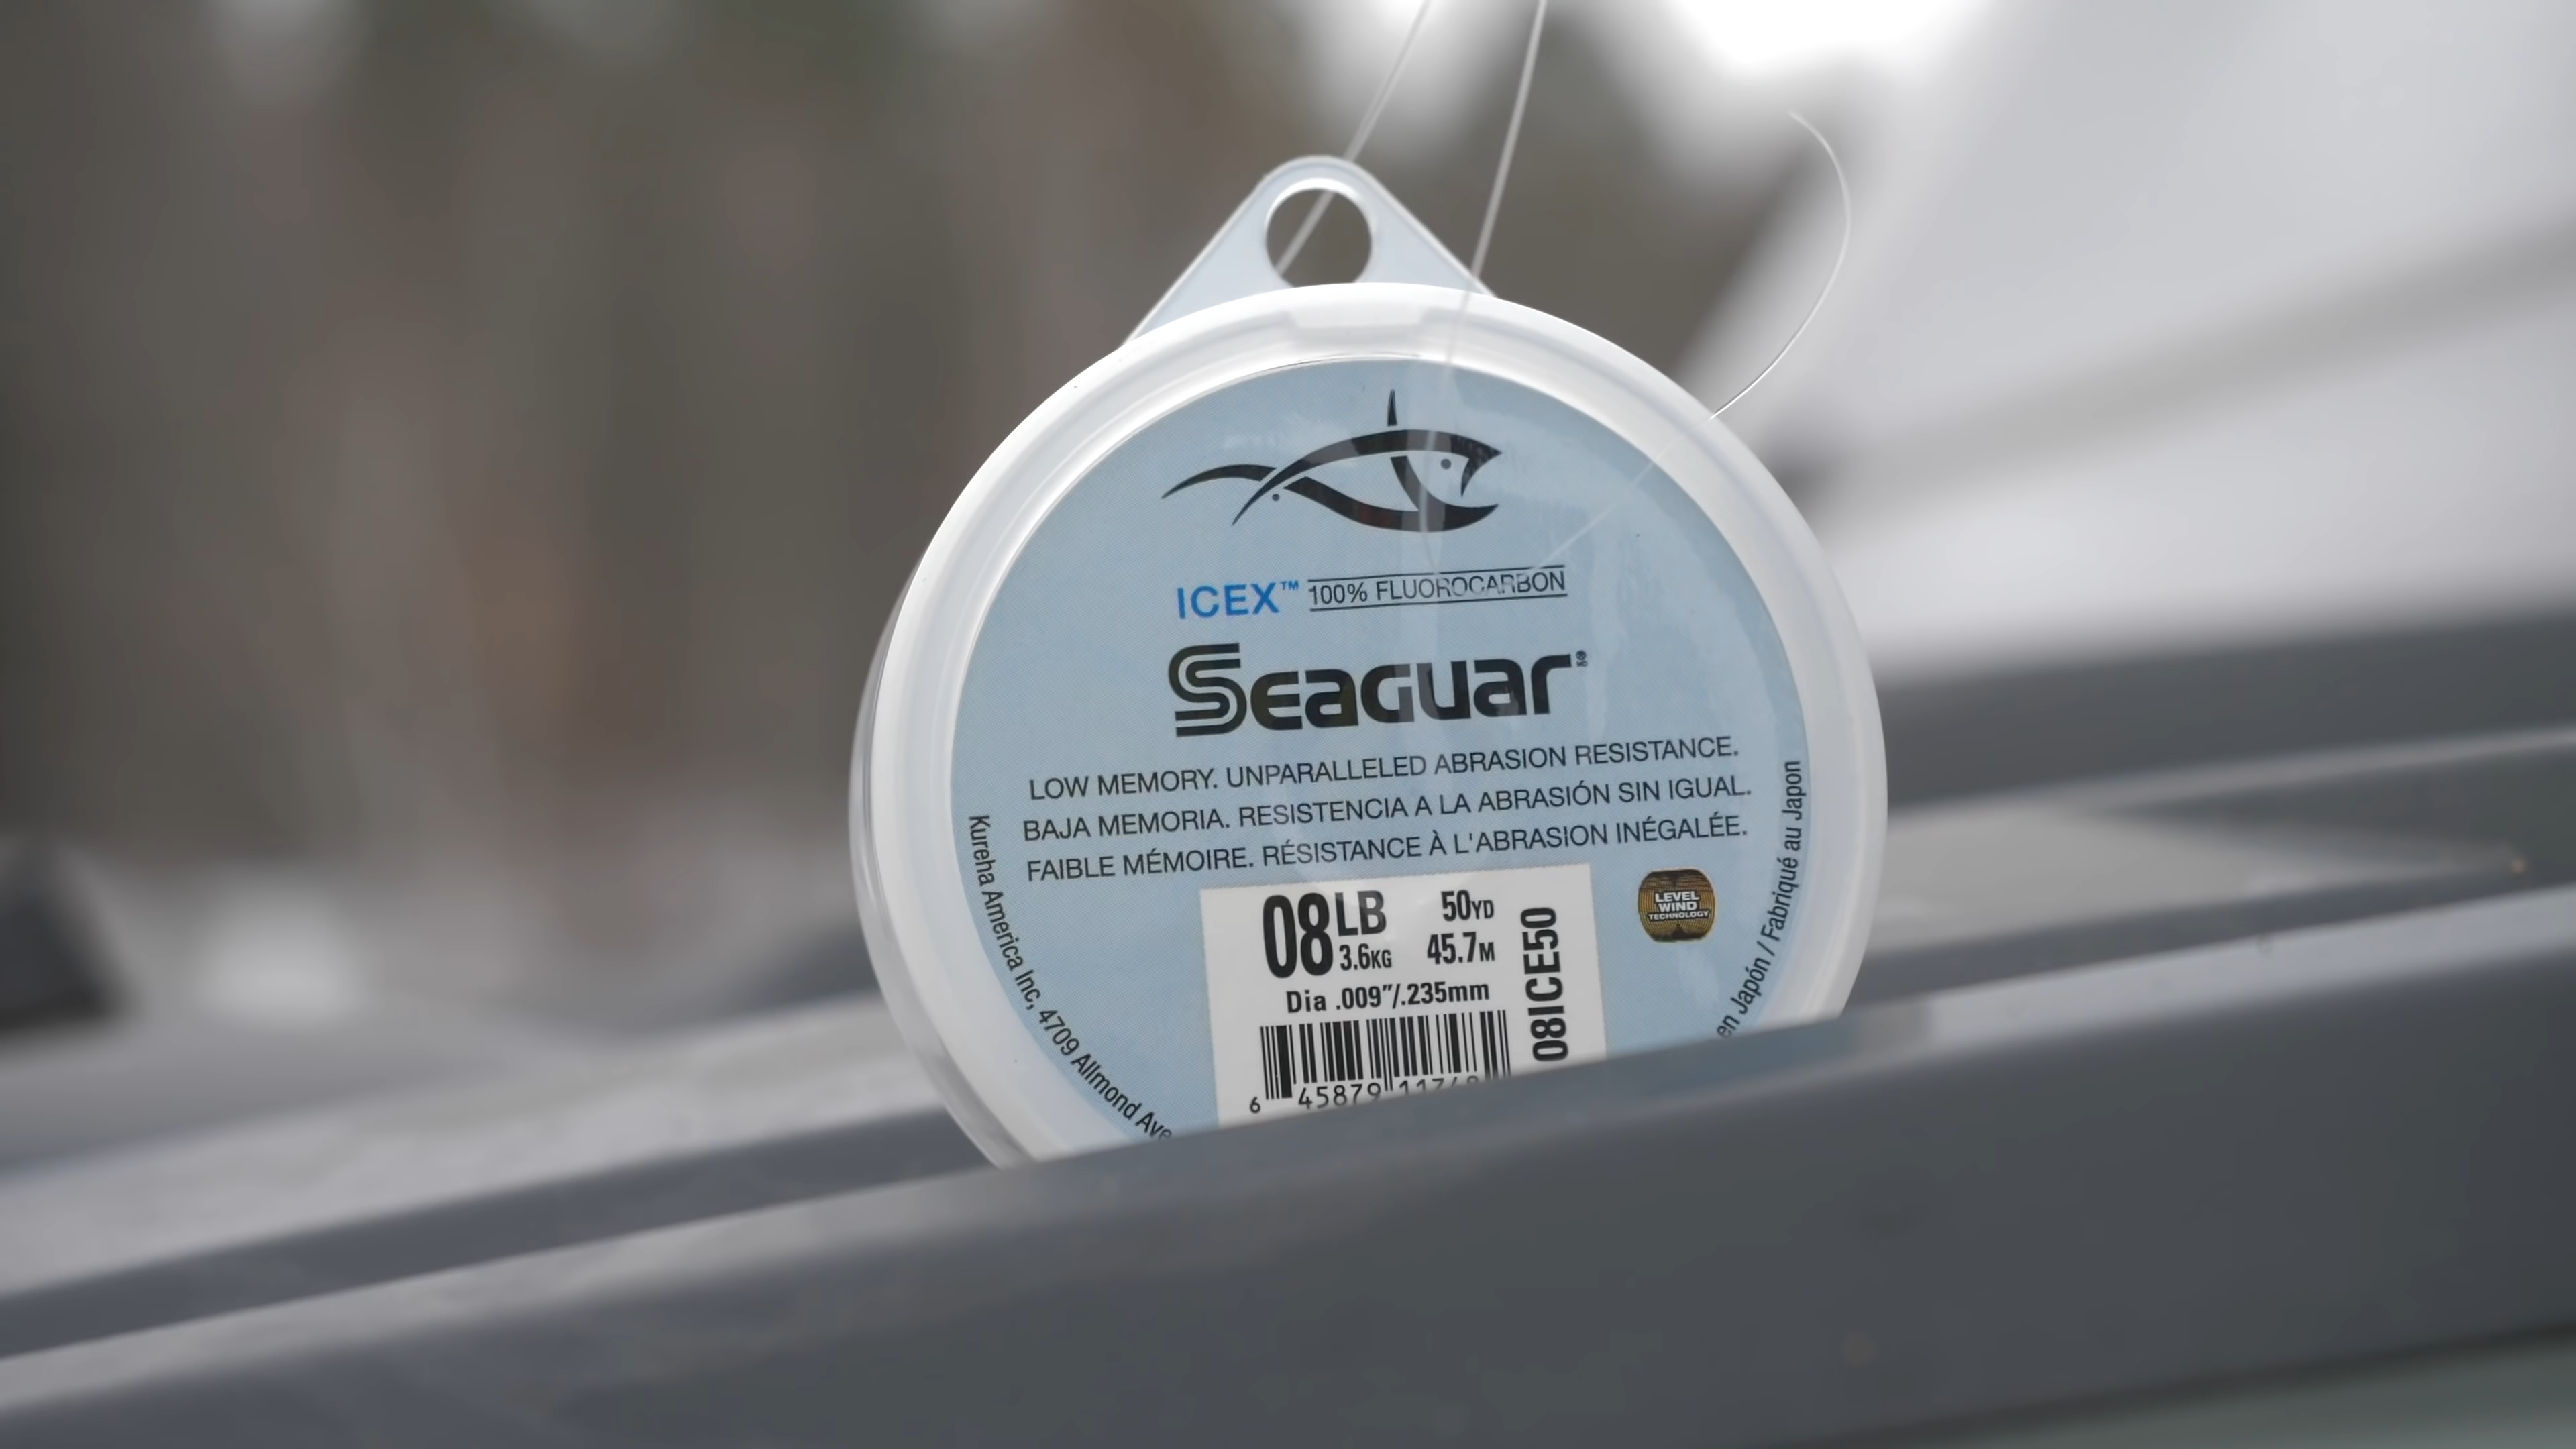 ICEX™ 100% FLUOROCARBON
Seaguar®
LOW MEMORY. UNPARALLELED ABRASION RESISTANCE.
BAJA MEMORIA. RESISTENCIA A LA ABRASIÓN SIN IGUAL.
FAIBLE MÉMOIRE. RÉSISTANCE À L'ABRASION INÉGALÉE.
08 LB 50YD
3.6KG 45.7M
Dia .009"/.235mm
08ICE50
6 45879
LEVEL
WIND
TECHNOLOGY
Kureha America Inc, 4709 Allmond Ave
en Japón / Fabriqué au Japon